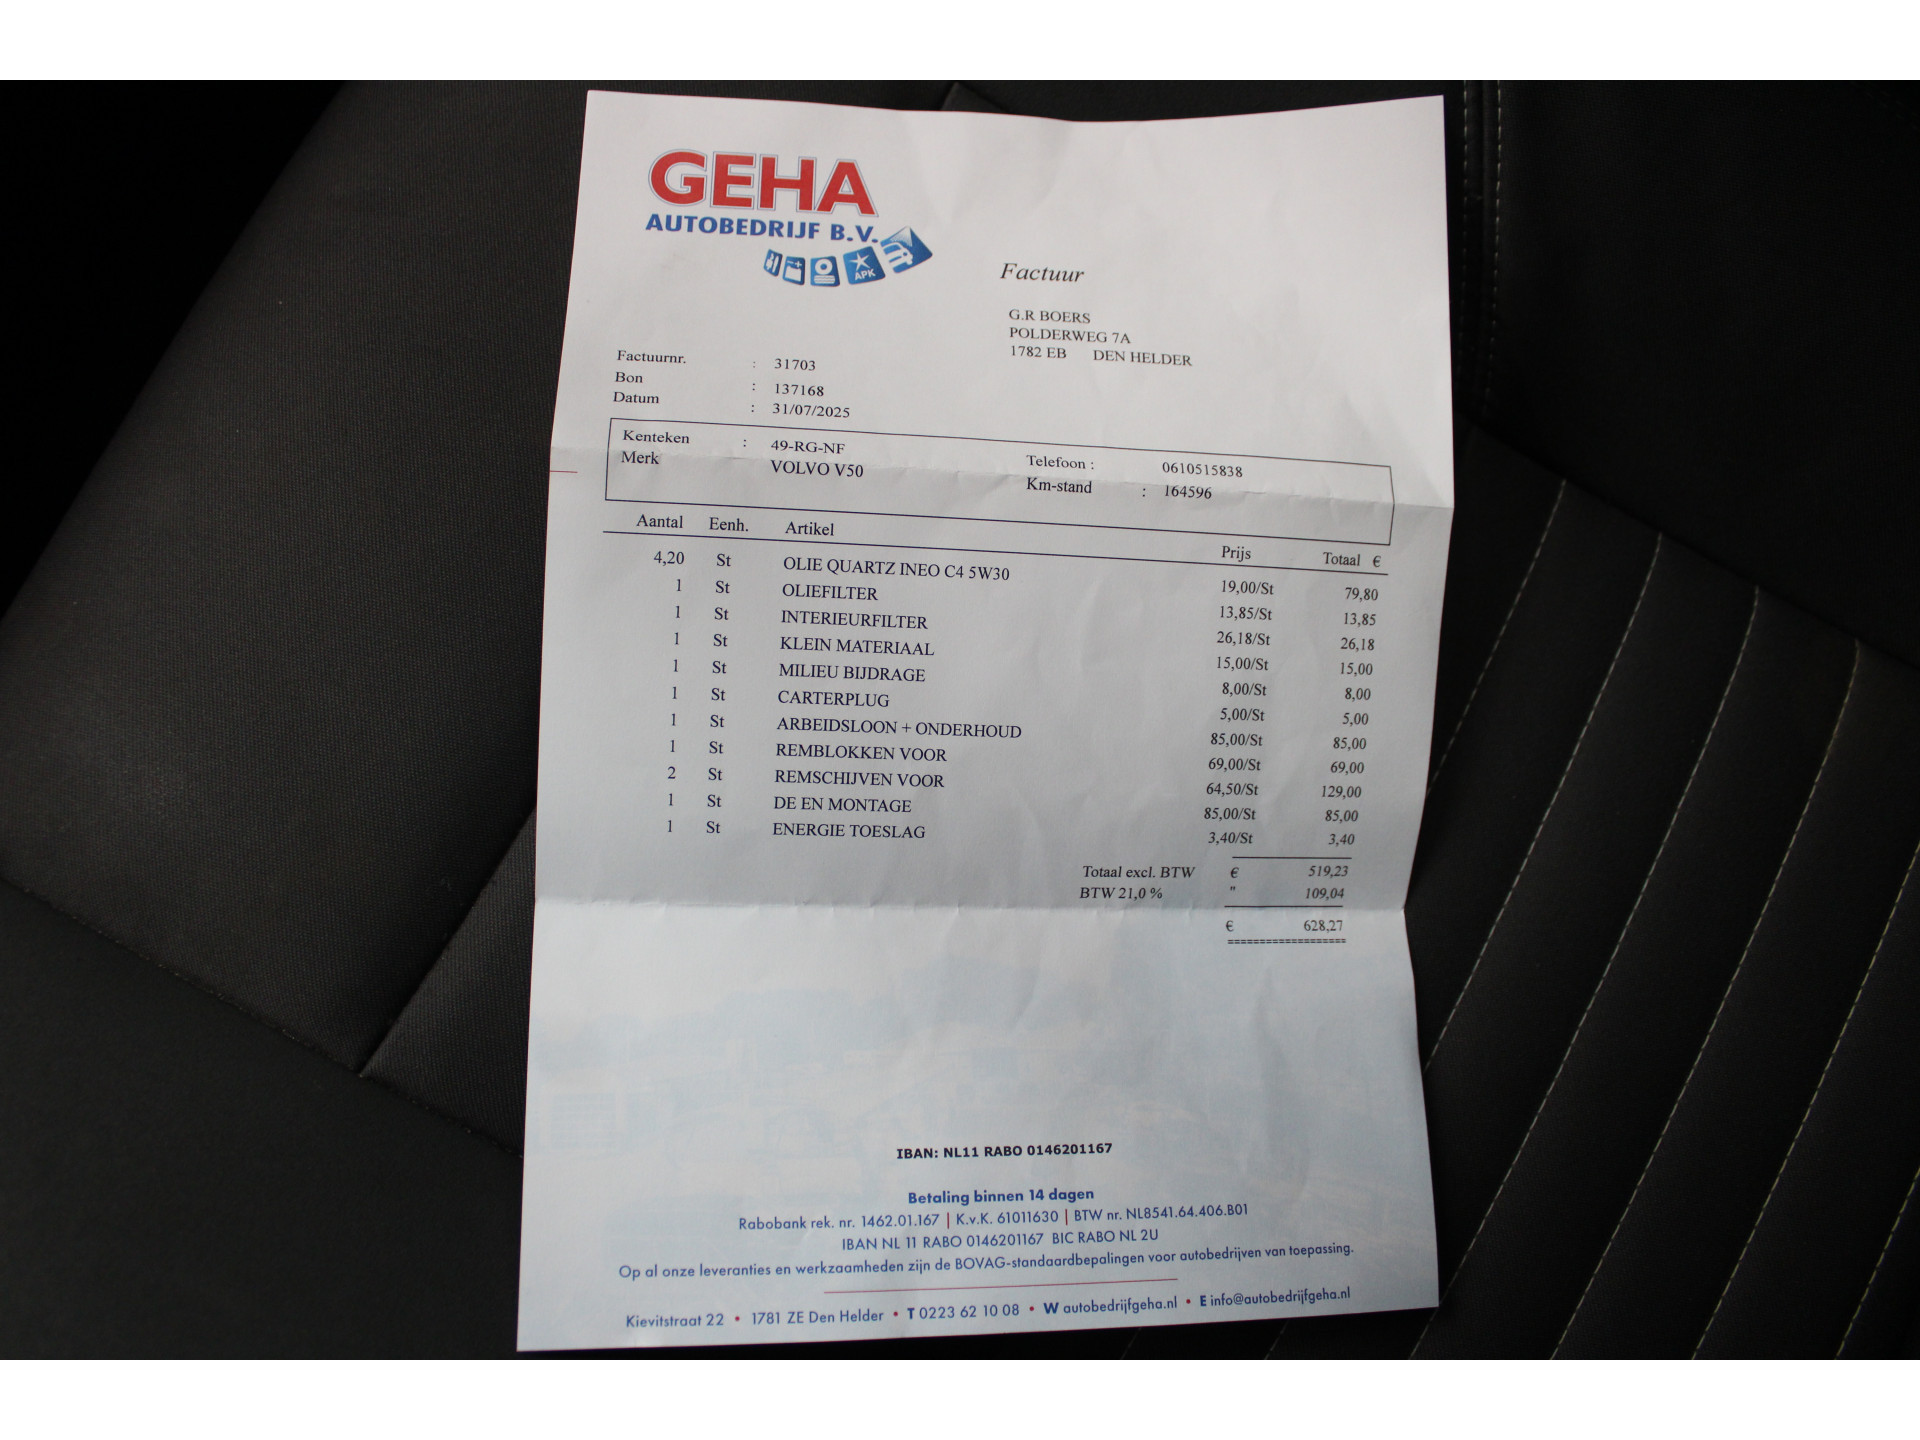 GEHA
AUTOBEDRIJF B.V.
APK
Factuur
G.R BOERS
POLDERWEG 7A
1782 EB DEN HELDER
Factuurnr. : 31703
Bon : 137168
Datum : 31/07/2025
Kenteken : 49-RG-NF Telefoon : 0610515838
Merk VOLVO V50 Km-stand : 164596
Aantal Eenh. Artikel Prijs Totaal €
4,20 St OLIE QUARTZ INEO C4 5W30 19,00/St 79,80
1 St OLIEFILTER 13,85/St 13,85
1 St INTERIEURFILTER 26,18/St 26,18
1 St KLEIN MATERIAAL 15,00/St 15,00
1 St MILIEU BIJDRAGE 8,00/St 8,00
1 St CARTERPLUG 5,00/St 5,00
1 St ARBEIDSLOON + ONDERHOUD 85,00/St 85,00
1 St REMBLOKKEN VOOR 69,00/St 69,00
2 St REMSCHIJVEN VOOR 64,50/St 129,00
1 St DE EN MONTAGE 85,00/St 85,00
1 St ENERGIE TOESLAG 3,40/St 3,40
Totaal excl. BTW € 519,23
BTW 21,0 % " 109,04
€ 628,27
====================
IBAN: NL11 RABO 0146201167
Betaling binnen 14 dagen
Rabobank rek. nr. 1462.01.167 | K.v.K. 61011630 | BTW nr. NL8541.64.406.B01
IBAN NL 11 RABO 0146201167 BIC RABO NL 2U
Op al onze leveranties en werkzaamheden zijn de BOVAG-standaardbepalingen voor autobedrijven van toepassing.
Kievitstraat 22 • 1781 ZE Den Helder • T 0223 62 10 08 • W autobedrijfgeha.nl • E info@autobedrijfgeha.nl